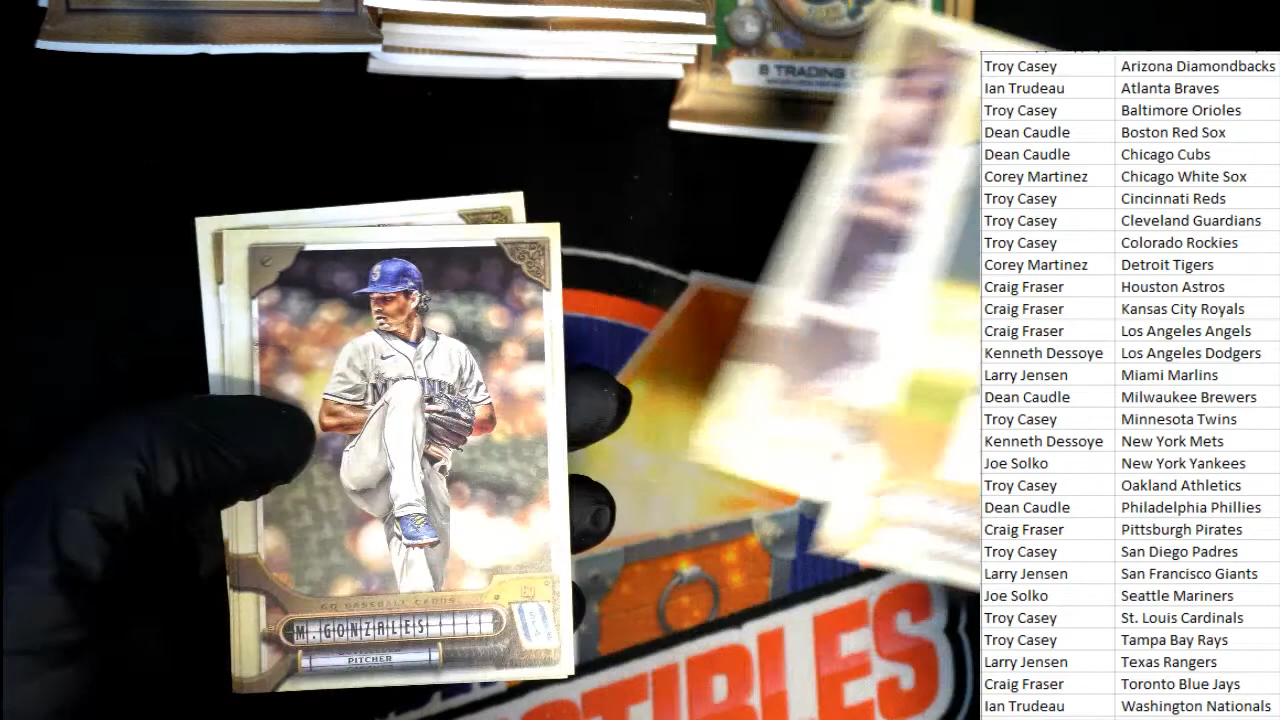 8 TRADING C
MARINERS
GQ BASEBALL CARDS
M.GONZALES
PITCHER
CTIBLES
Troy Casey Arizona Diamondbacks
Ian Trudeau Atlanta Braves
Troy Casey Baltimore Orioles
Dean Caudle Boston Red Sox
Dean Caudle Chicago Cubs
Corey Martinez Chicago White Sox
Troy Casey Cincinnati Reds
Troy Casey Cleveland Guardians
Troy Casey Colorado Rockies
Corey Martinez Detroit Tigers
Craig Fraser Houston Astros
Craig Fraser Kansas City Royals
Craig Fraser Los Angeles Angels
Kenneth Dessoye Los Angeles Dodgers
Larry Jensen Miami Marlins
Dean Caudle Milwaukee Brewers
Troy Casey Minnesota Twins
Kenneth Dessoye New York Mets
Joe Solko New York Yankees
Troy Casey Oakland Athletics
Dean Caudle Philadelphia Phillies
Craig Fraser Pittsburgh Pirates
Troy Casey San Diego Padres
Larry Jensen San Francisco Giants
Joe Solko Seattle Mariners
Troy Casey St. Louis Cardinals
Troy Casey Tampa Bay Rays
Larry Jensen Texas Rangers
Craig Fraser Toronto Blue Jays
Ian Trudeau Washington Nationals